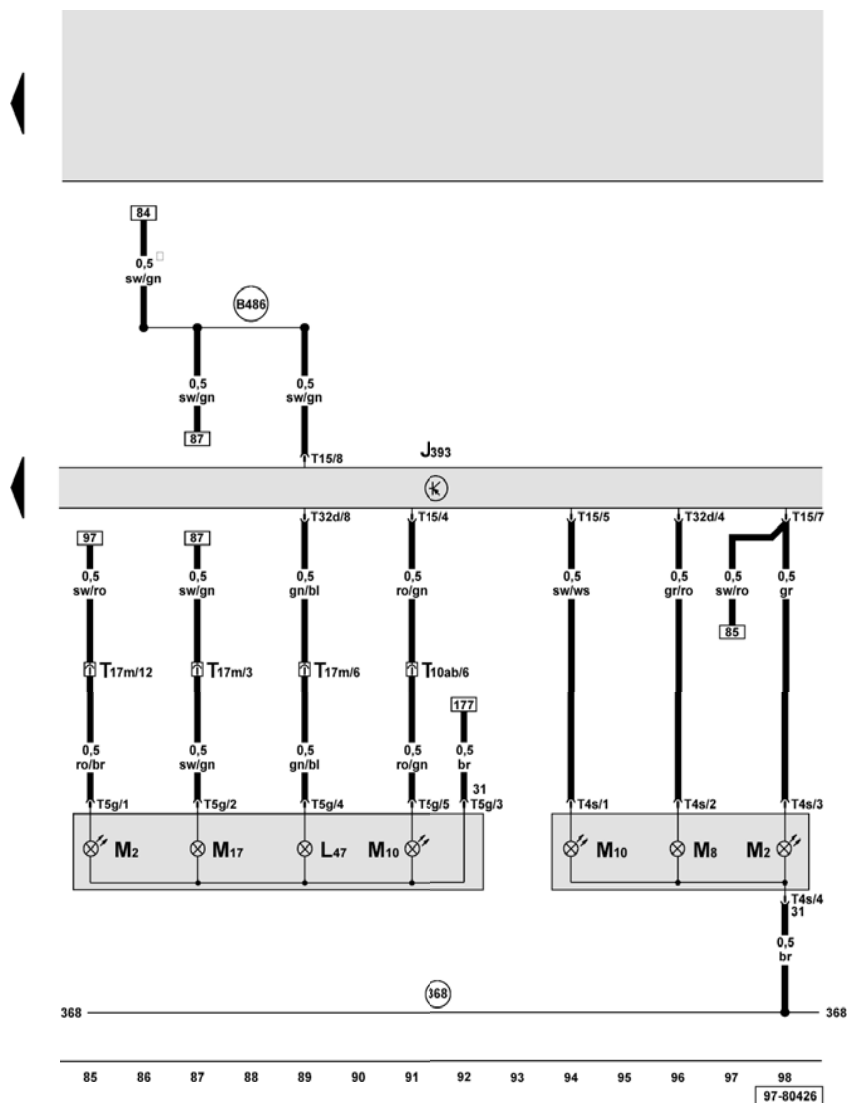 84
0,5
sw/gn
B486
0,5 0,5
sw/gn sw/gn
87
T15/8 J393
T32d/8 T15/4 T15/5 T32d/4 T15/7
97 87
0,5 0,5 0,5 0,5 0,5 0,5 0,5 0,5
sw/ro sw/gn gn/bl ro/gn sw/ws gr/ro sw/ro gr
85
T17m/12 T17m/3 T17m/6 T10ab/6
177
0,5 0,5 0,5 0,5 0,5
ro/br sw/gn gn/bl ro/gn br
31
T5g/1 T5g/2 T5g/4 T5g/5 T5g/3 T4s/1 T4s/2 T4s/3
M2 M17 L47 M10 M10 M8 M2
T4s/4
31
0,5
br
368
368 368
85 86 87 88 89 90 91 92 93 94 95 96 97 98
97-80426